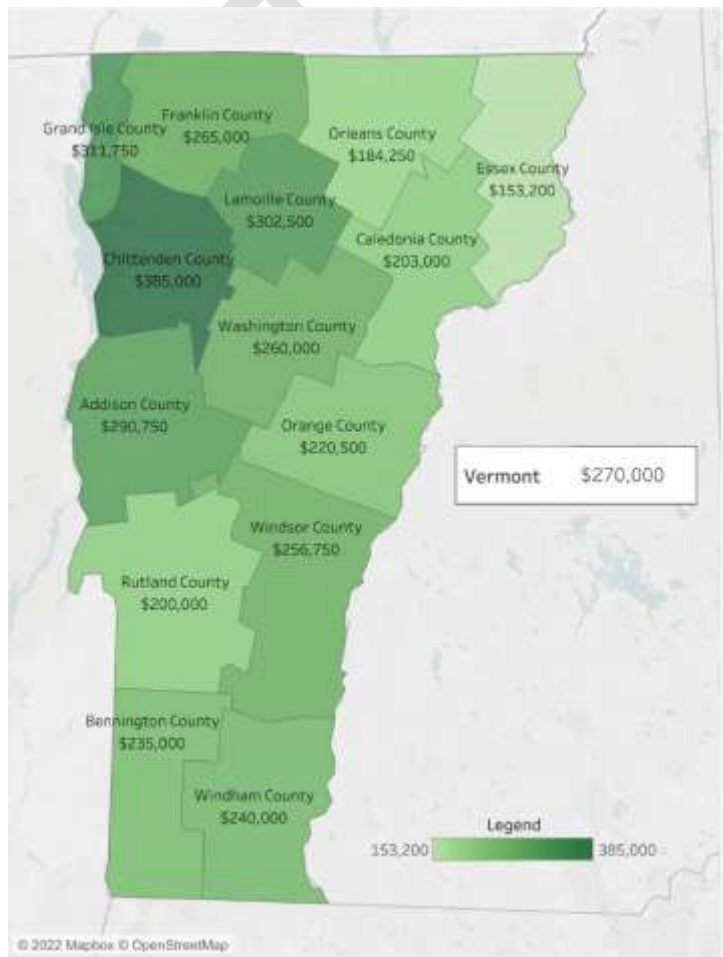 Franklin County
$265,000
Grand Isle County
$311,750
Orleans County
$184,250
Essex County
$153,200
Lamoille County
$302,500
Caledonia County
$203,000
Chittenden County
$385,000
Washington County
$260,000
Addison County
$290,750
Orange County
$220,500
Vermont $270,000
Windsor County
$256,750
Rutland County
$200,000
Bennington County
$235,000
Windham County
$240,000
Legend
153,200 385,000
© 2022 Mapbox © OpenStreetMap